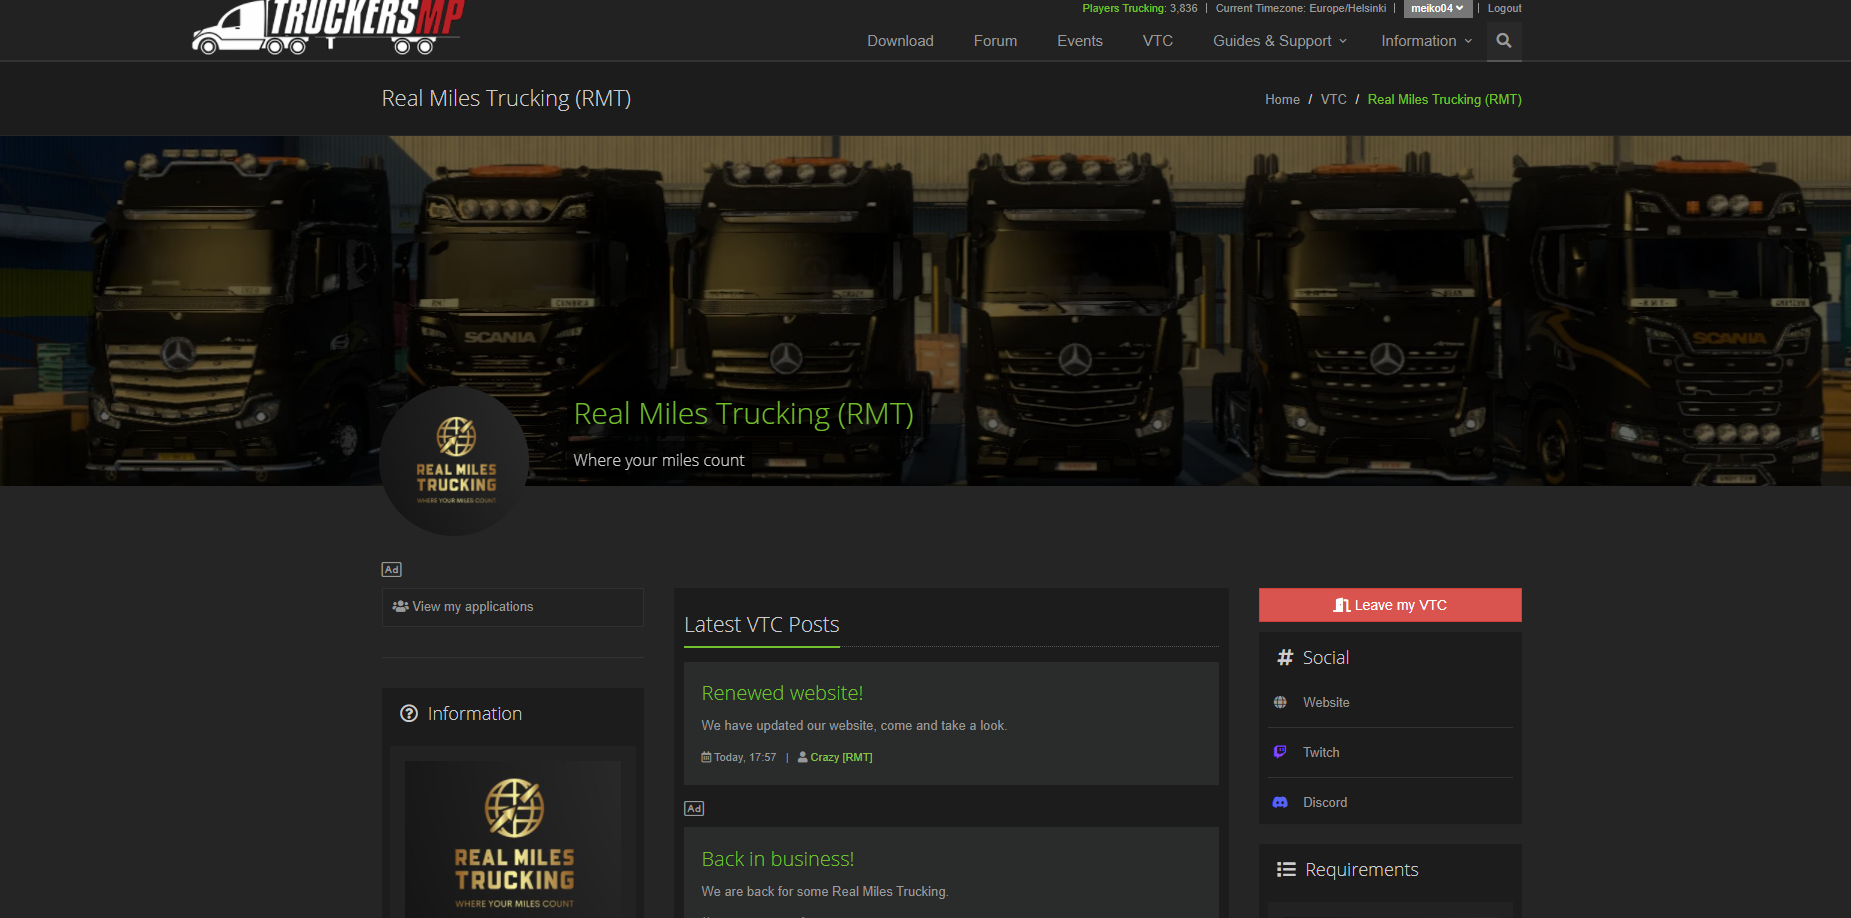 TRUCKERSMP
Players Trucking: 3,836 | Current Timezone: Europe/Helsinki | meiko04 | Logout
Download Forum Events VTC Guides & Support Information
Real Miles Trucking (RMT)
Home / VTC / Real Miles Trucking (RMT)
SCANIA
SCANIA
Real Miles Trucking (RMT)
Where your miles count
REAL MILES
TRUCKING
WHERE YOUR MILES COUNT
Ad
View my applications
Information
REAL MILES
TRUCKING
WHERE YOUR MILES COUNT
Latest VTC Posts
Renewed website!
We have updated our website, come and take a look.
Today, 17:57 | Crazy [RMT]
Ad
Back in business!
We are back for some Real Miles Trucking.
Leave my VTC
Social
Website
Twitch
Discord
Requirements